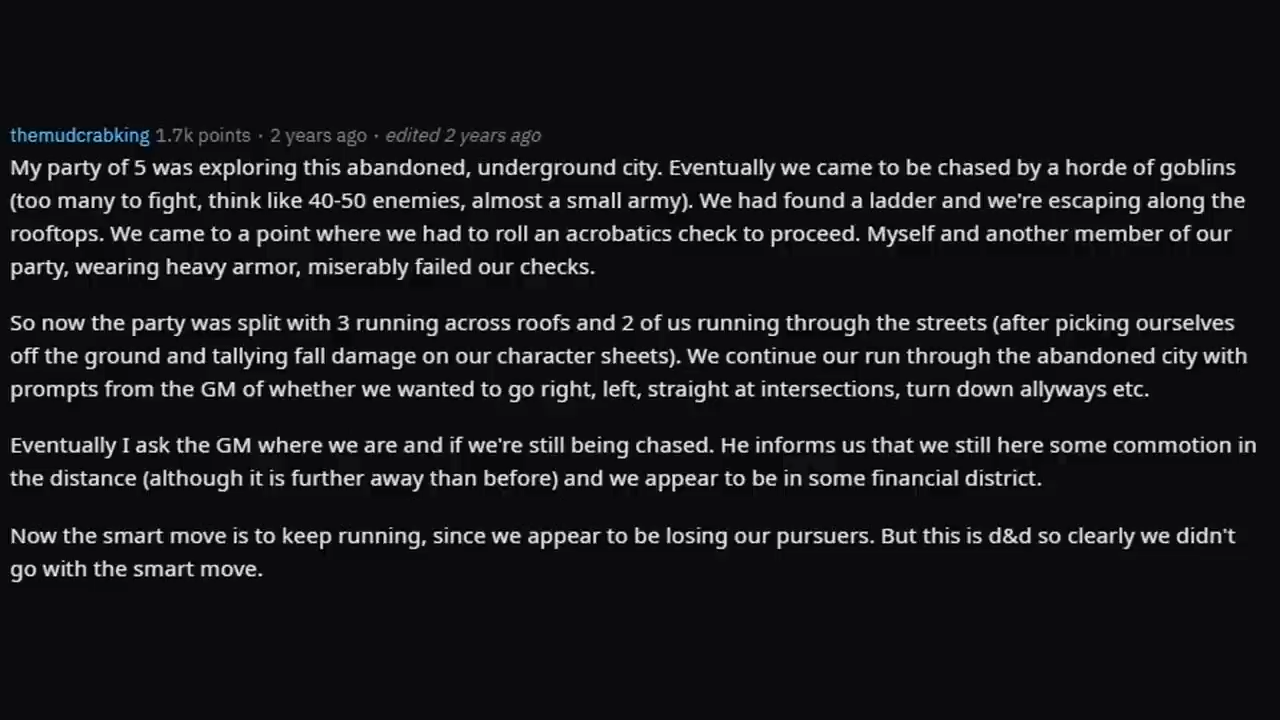 themudcrabking 1.7k points · 2 years ago · edited 2 years ago
My party of 5 was exploring this abandoned, underground city. Eventually we came to be chased by a horde of goblins
(too many to fight, think like 40-50 enemies, almost a small army). We had found a ladder and we're escaping along the
rooftops. We came to a point where we had to roll an acrobatics check to proceed. Myself and another member of our
party, wearing heavy armor, miserably failed our checks.
So now the party was split with 3 running across roofs and 2 of us running through the streets (after picking ourselves
off the ground and tallying fall damage on our character sheets). We continue our run through the abandoned city with
prompts from the GM of whether we wanted to go right, left, straight at intersections, turn down allyways etc.
Eventually I ask the GM where we are and if we're still being chased. He informs us that we still here some commotion in
the distance (although it is further away than before) and we appear to be in some financial district.
Now the smart move is to keep running, since we appear to be losing our pursuers. But this is d&d so clearly we didn't
go with the smart move.